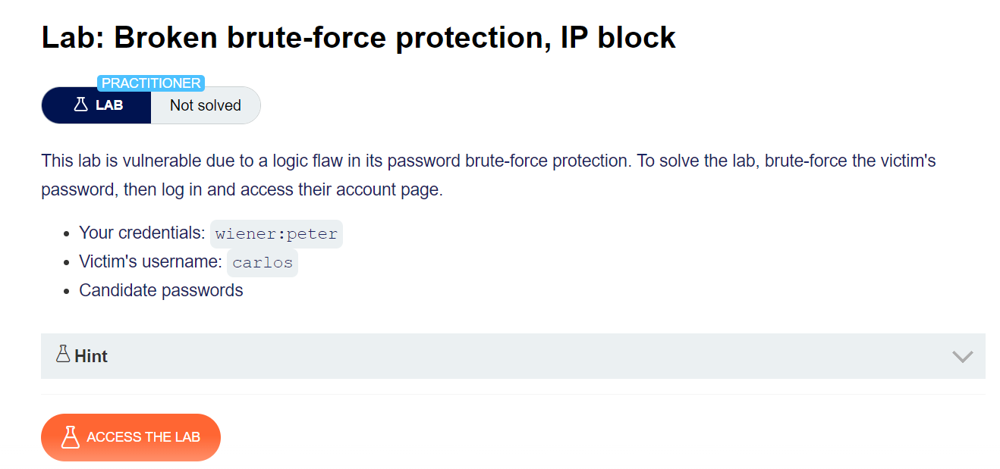 Lab: Broken brute-force protection, IP block
PRACTITIONER
LAB Not solved
This lab is vulnerable due to a logic flaw in its password brute-force protection. To solve the lab, brute-force the victim's
password, then log in and access their account page.
Your credentials: wiener:peter
Victim's username: carlos
Candidate passwords
Hint
ACCESS THE LAB